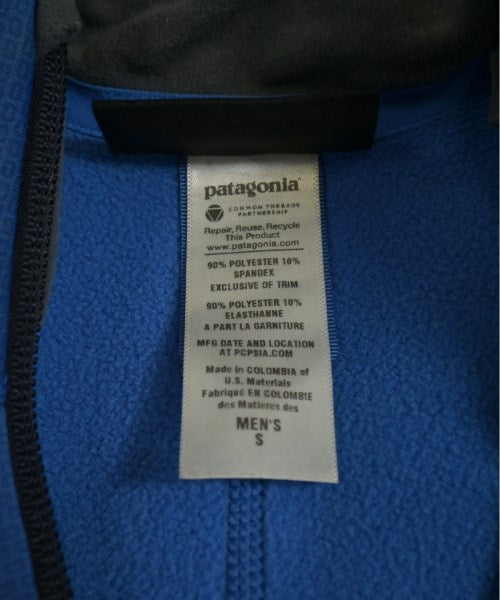 patagonia
COMMON THREADS
PARTNERSHIP
Repair, Reuse, Recycle
This Product
www.patagonia.com
90% POLYESTER 10%
SPANDEX
EXCLUSIVE OF TRIM
90% POLYESTER 10%
ELASTHANNE
A PART LA GARNITURE
MFG DATE AND LOCATION
AT PCPSIA.COM
Made in COLOMBIA of
U.S. Materials
Fabriqué EN COLOMBIE
des Matieres des
MEN'S
S